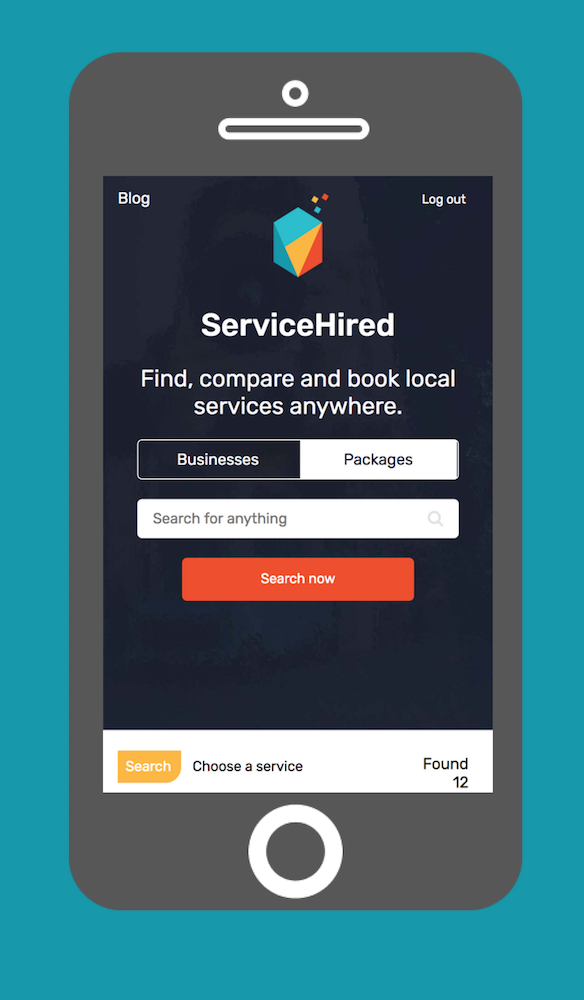 Blog
Log out
ServiceHired
Find, compare and book local
services anywhere.
Businesses
Packages
Search for anything
Search now
Search
Choose a service
Found
12